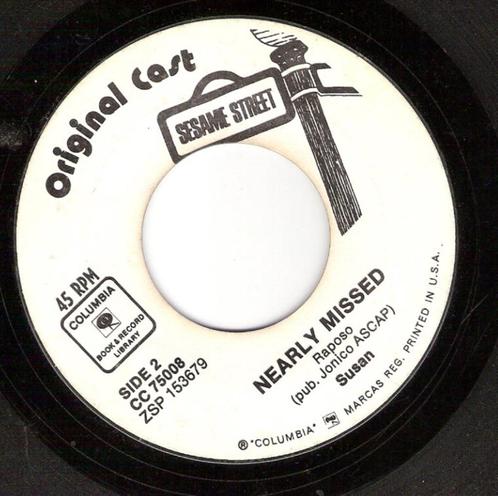 Original Cast
SESAME STREET
45 RPM
COLUMBIA
BOOK & RECORD
LIBRARY
SIDE 2
CC 75008
ZSP 153679
NEARLY MISSED
Raposo
(pub. Jonico ASCAP)
Susan
® "COLUMBIA" MARCAS REG. PRINTED IN U.S.A.